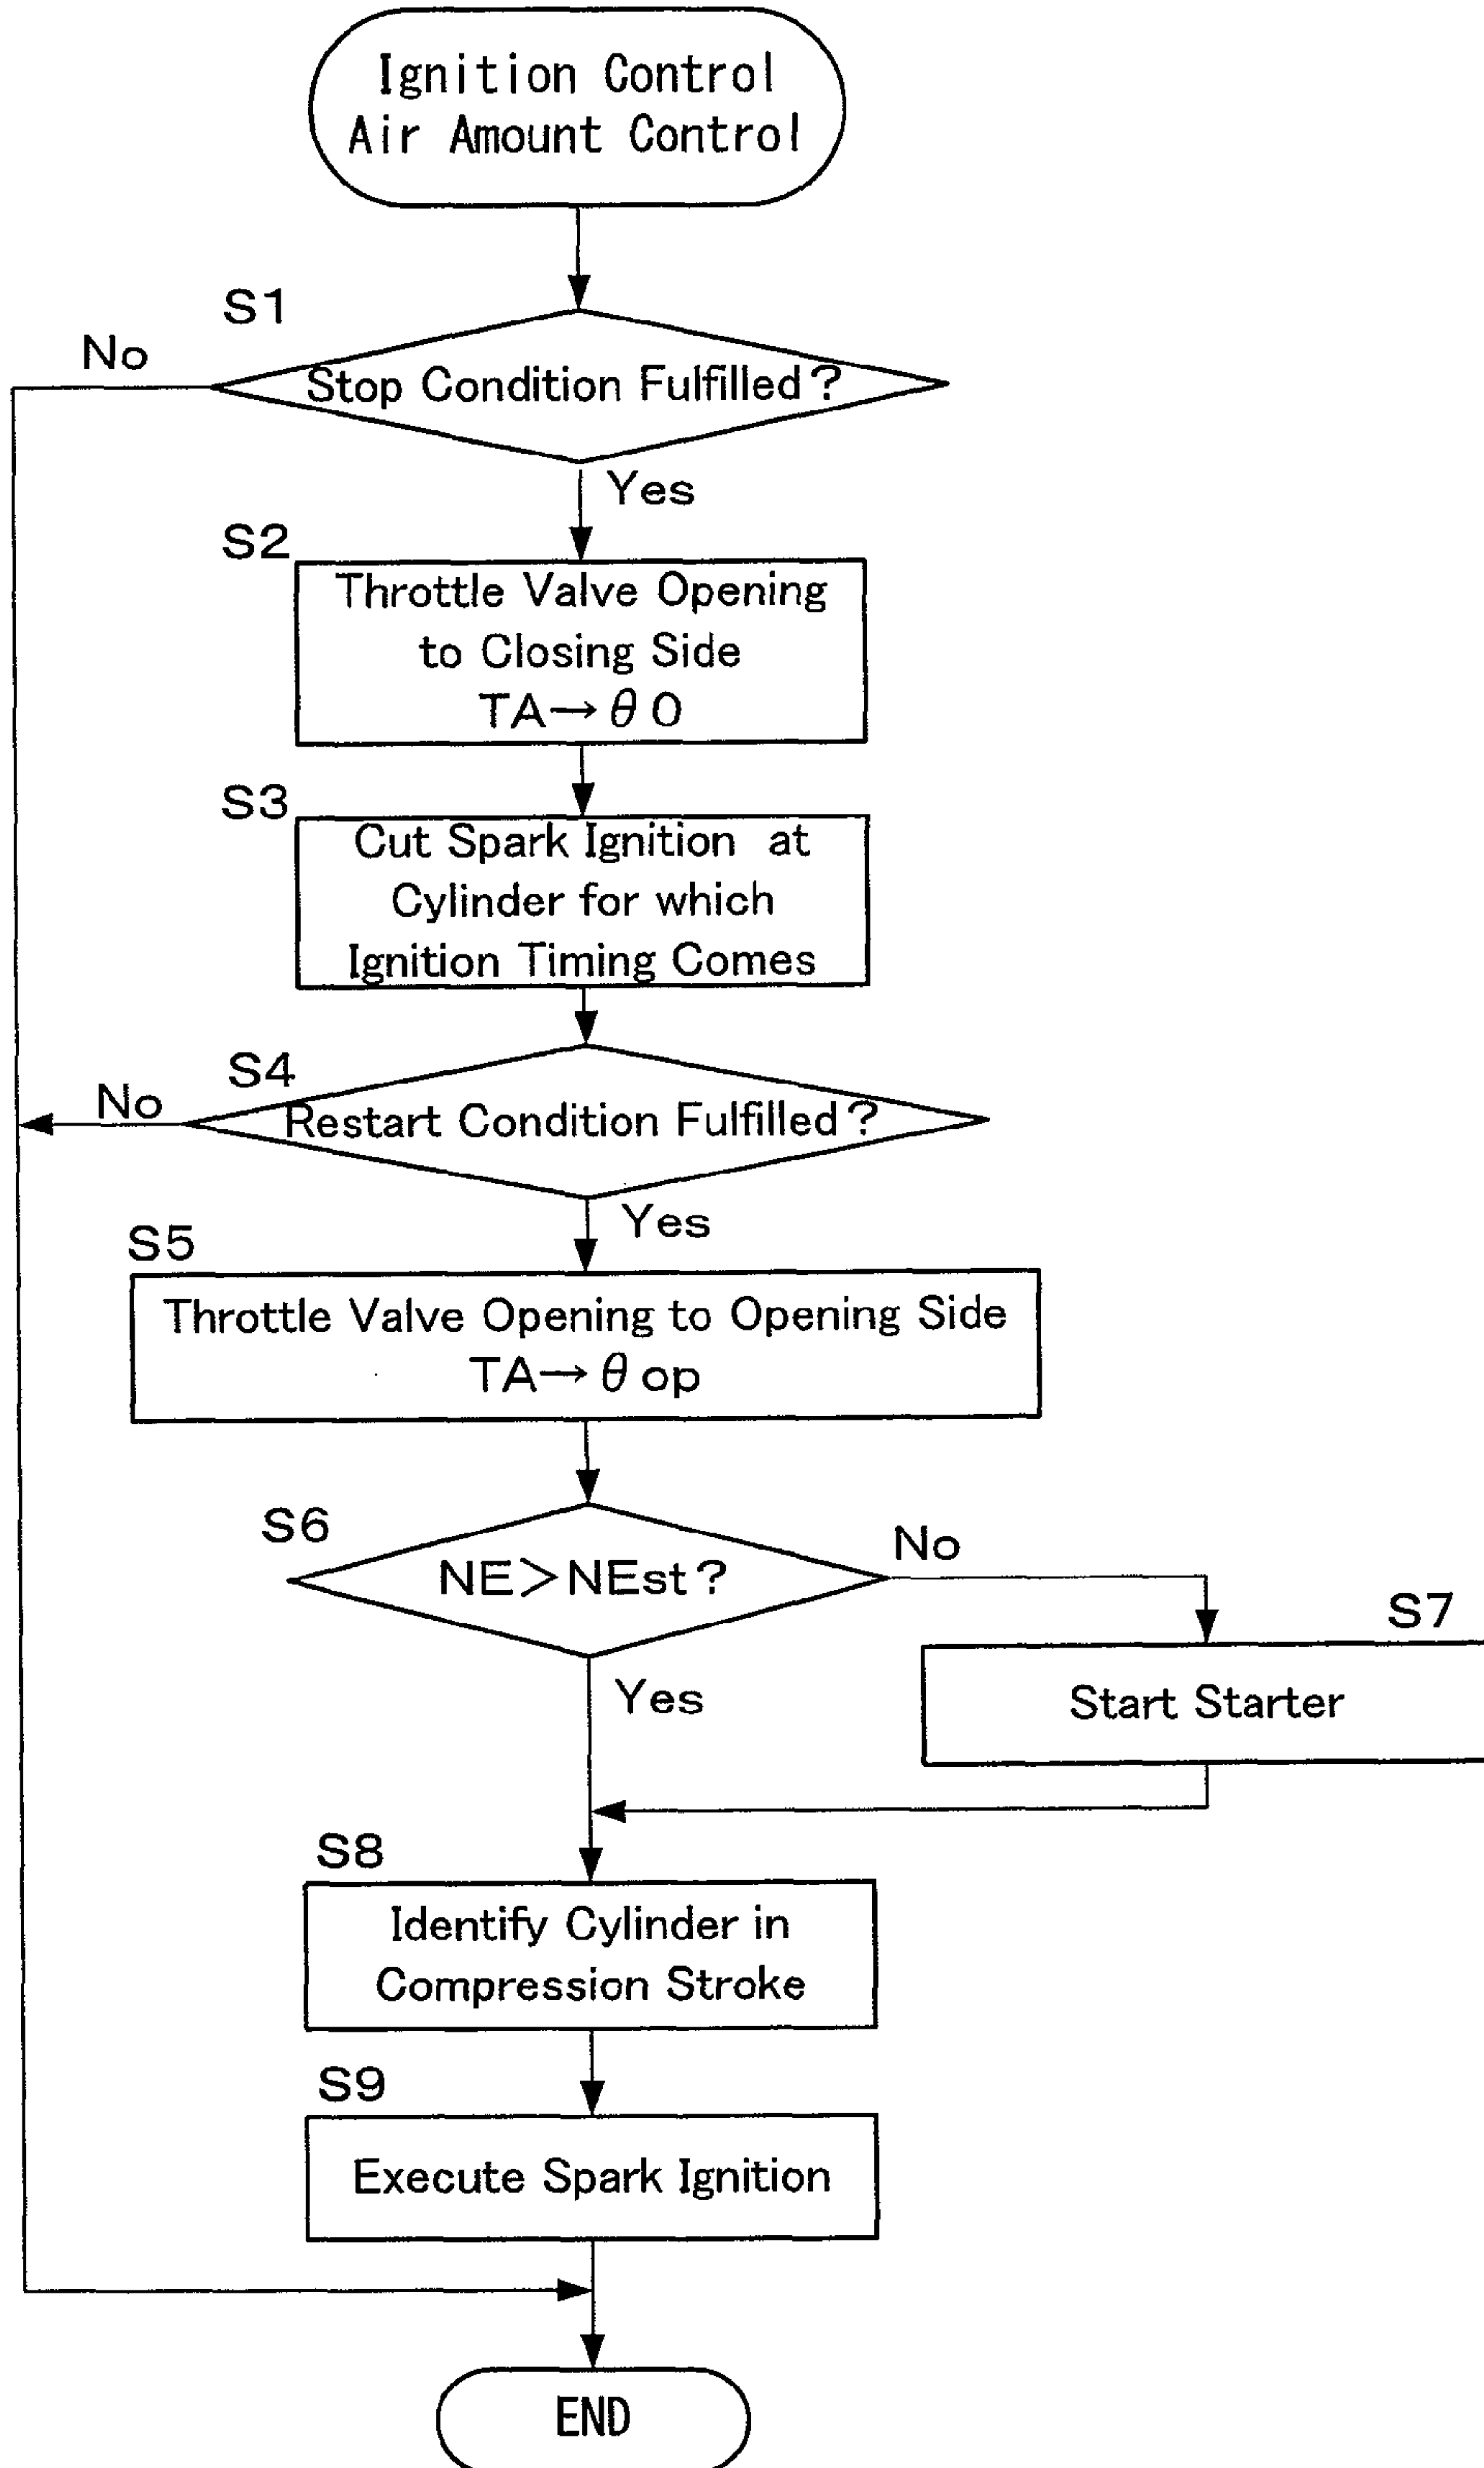 Ignition Control
Air Amount Control
S1
No
Stop Condition Fulfilled?
Yes
S2
Throttle Valve Opening
to Closing Side
TA→θ0
S3
Cut Spark Ignition at
Cylinder for which
Ignition Timing Comes
S4
No
Restart Condition Fulfilled?
Yes
S5
Throttle Valve Opening to Opening Side
TA→θop
S6
NE>NEst?
No
Yes
S7
Start Starter
S8
Identify Cylinder in
Compression Stroke
S9
Execute Spark Ignition
END